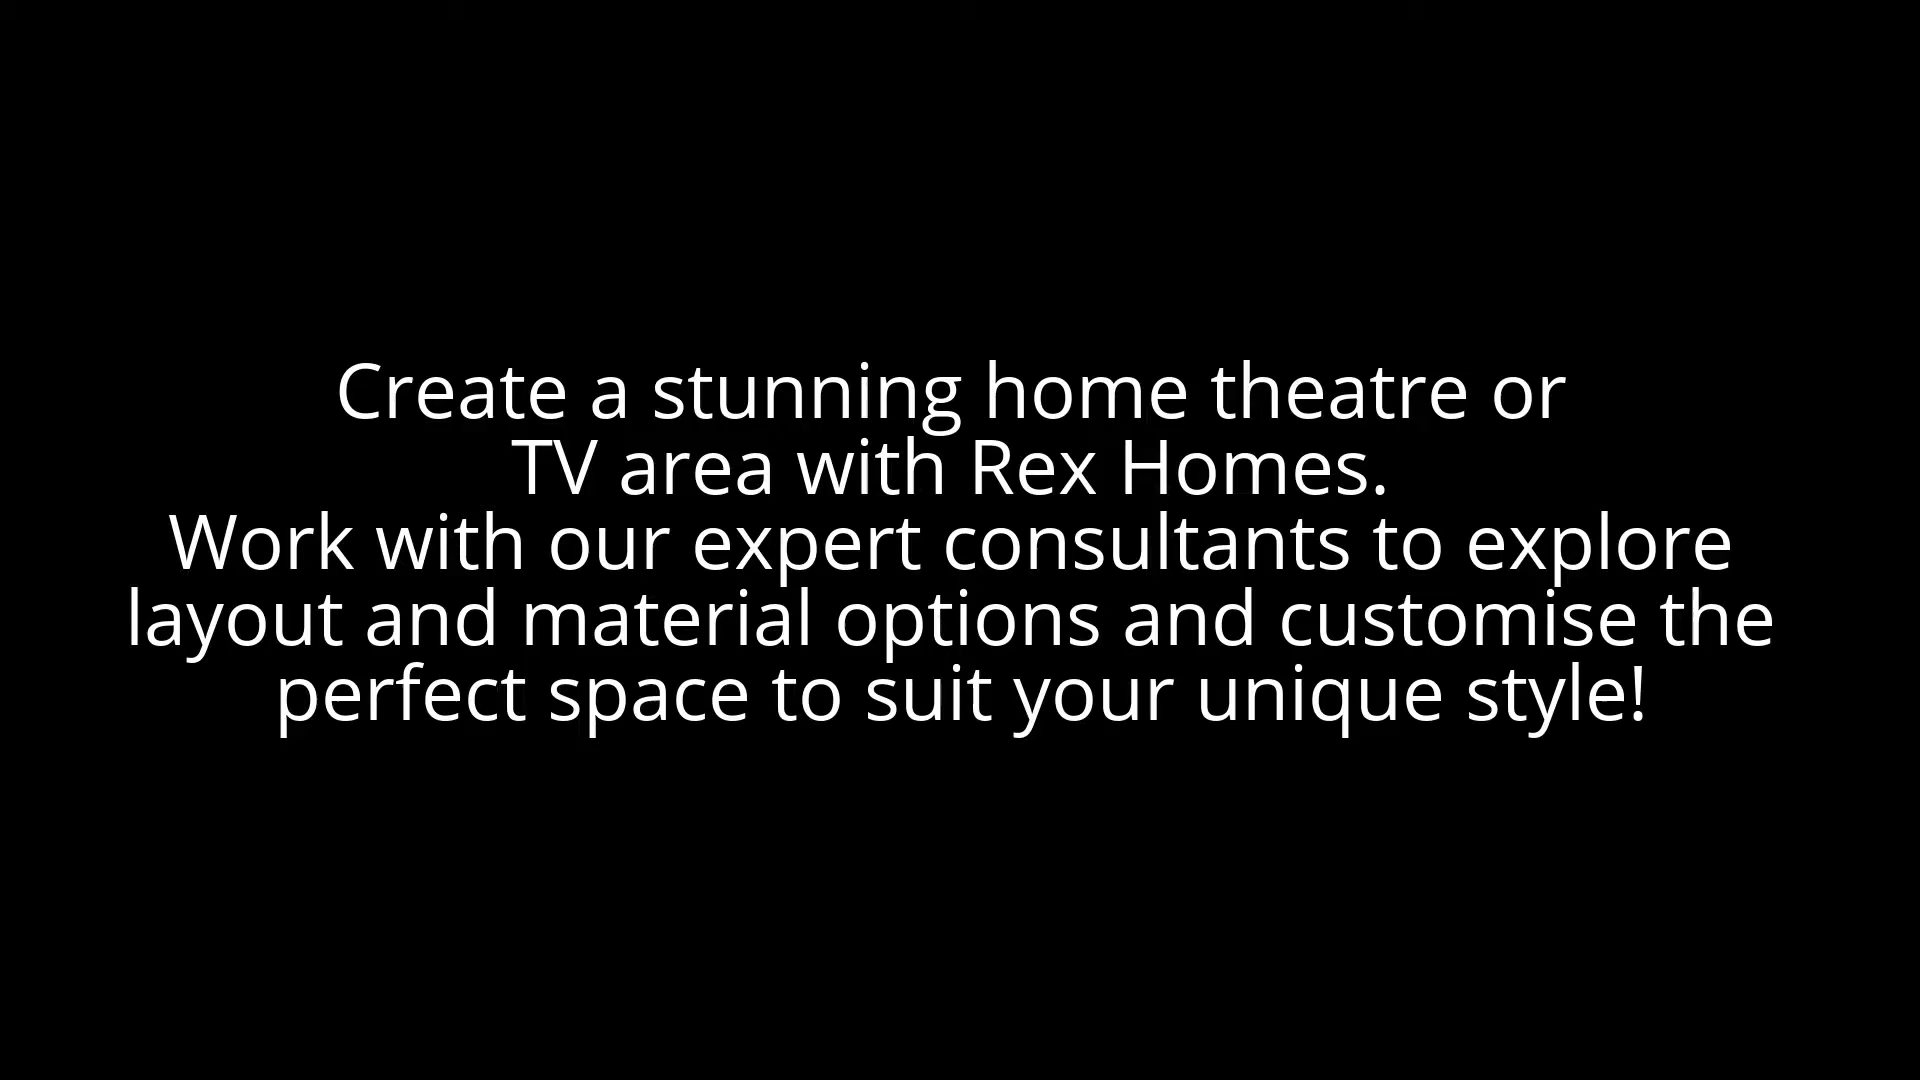 Create a stunning home theatre or
TV area with Rex Homes.
Work with our expert consultants to explore
layout and material options and customise the
perfect space to suit your unique style!